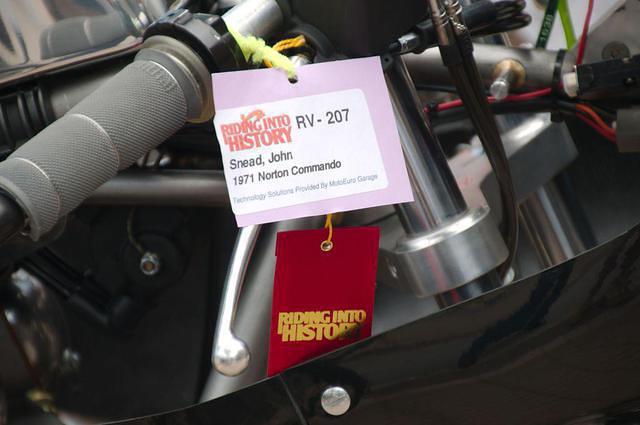 RIDING INTO
HISTORY
RV - 207
Snead, John
1971 Norton Commando
Technology Solutions Provided By MotoEuro Garage
RIDING INTO
HISTORY